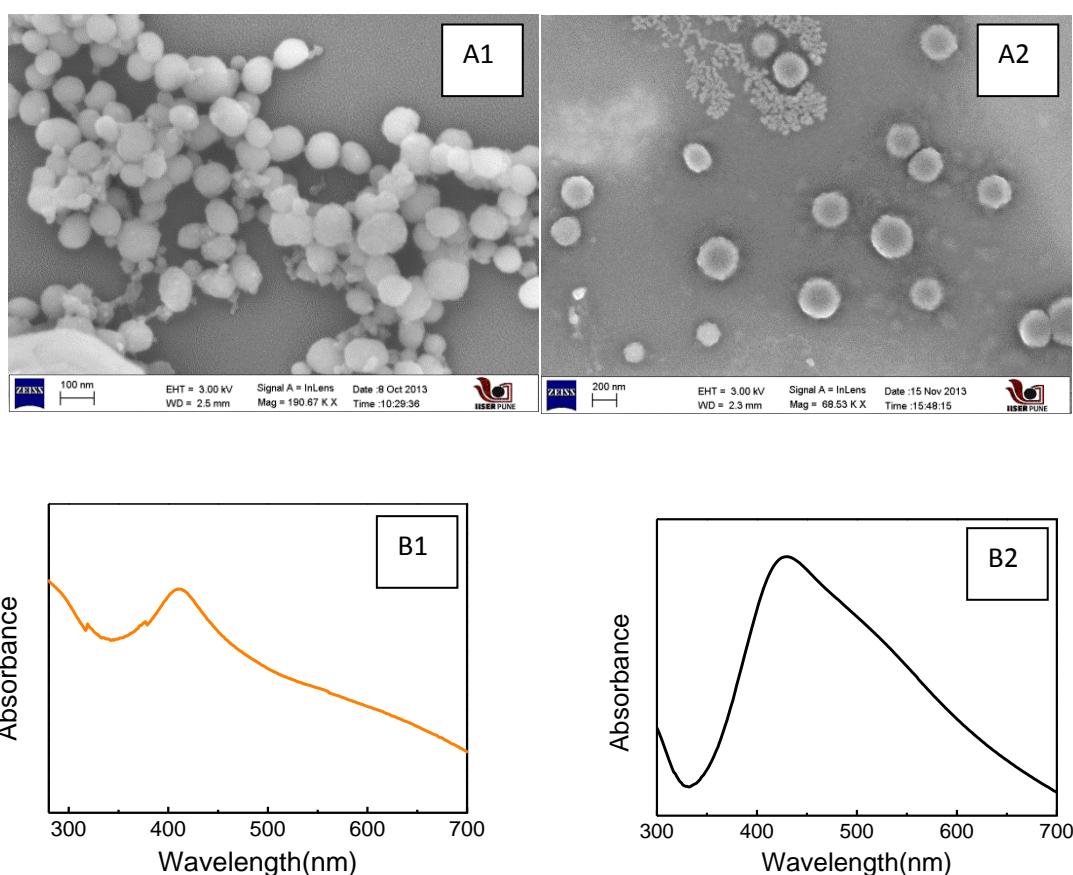 A1
A2
ZEISS
100 nm
EHT = 3.00 kV
Signal A = InLens
Date :8 Oct 2013
WD = 2.5 mm
Mag = 190.67 K X
Time :10:29:36
IISER PUNE
ZEISS
200 nm
EHT = 3.00 kV
Signal A = InLens
Date :15 Nov 2013
WD = 2.3 mm
Mag = 68.53 K X
Time :15:48:15
IISER PUNE
B1
Absorbance
300 400 500 600 700
Wavelength(nm)
B2
Absorbance
300 400 500 600 700
Wavelength(nm)